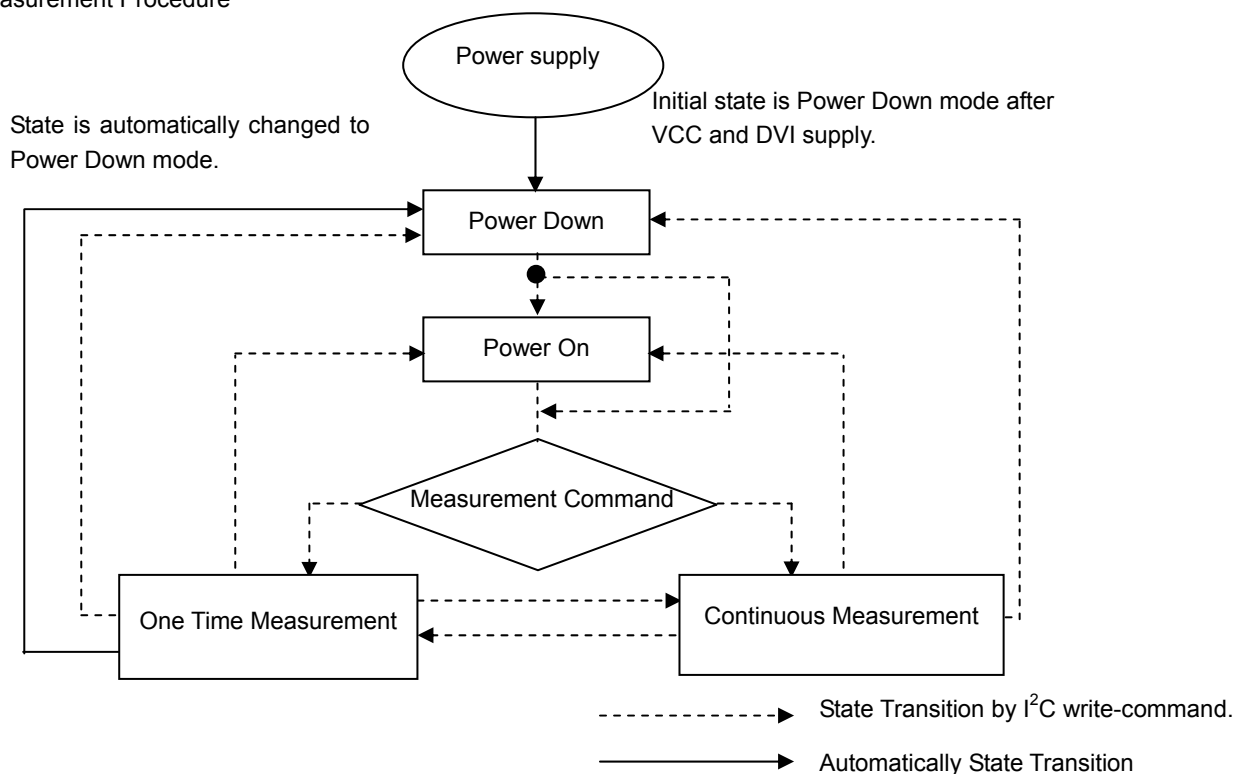 asurement Procedure
Power supply
Initial state is Power Down mode after
VCC and DVI supply.
State is automatically changed to
Power Down mode.
Power Down
Power On
Measurement Command
One Time Measurement
Continuous Measurement
State Transition by I²C write-command.
Automatically State Transition